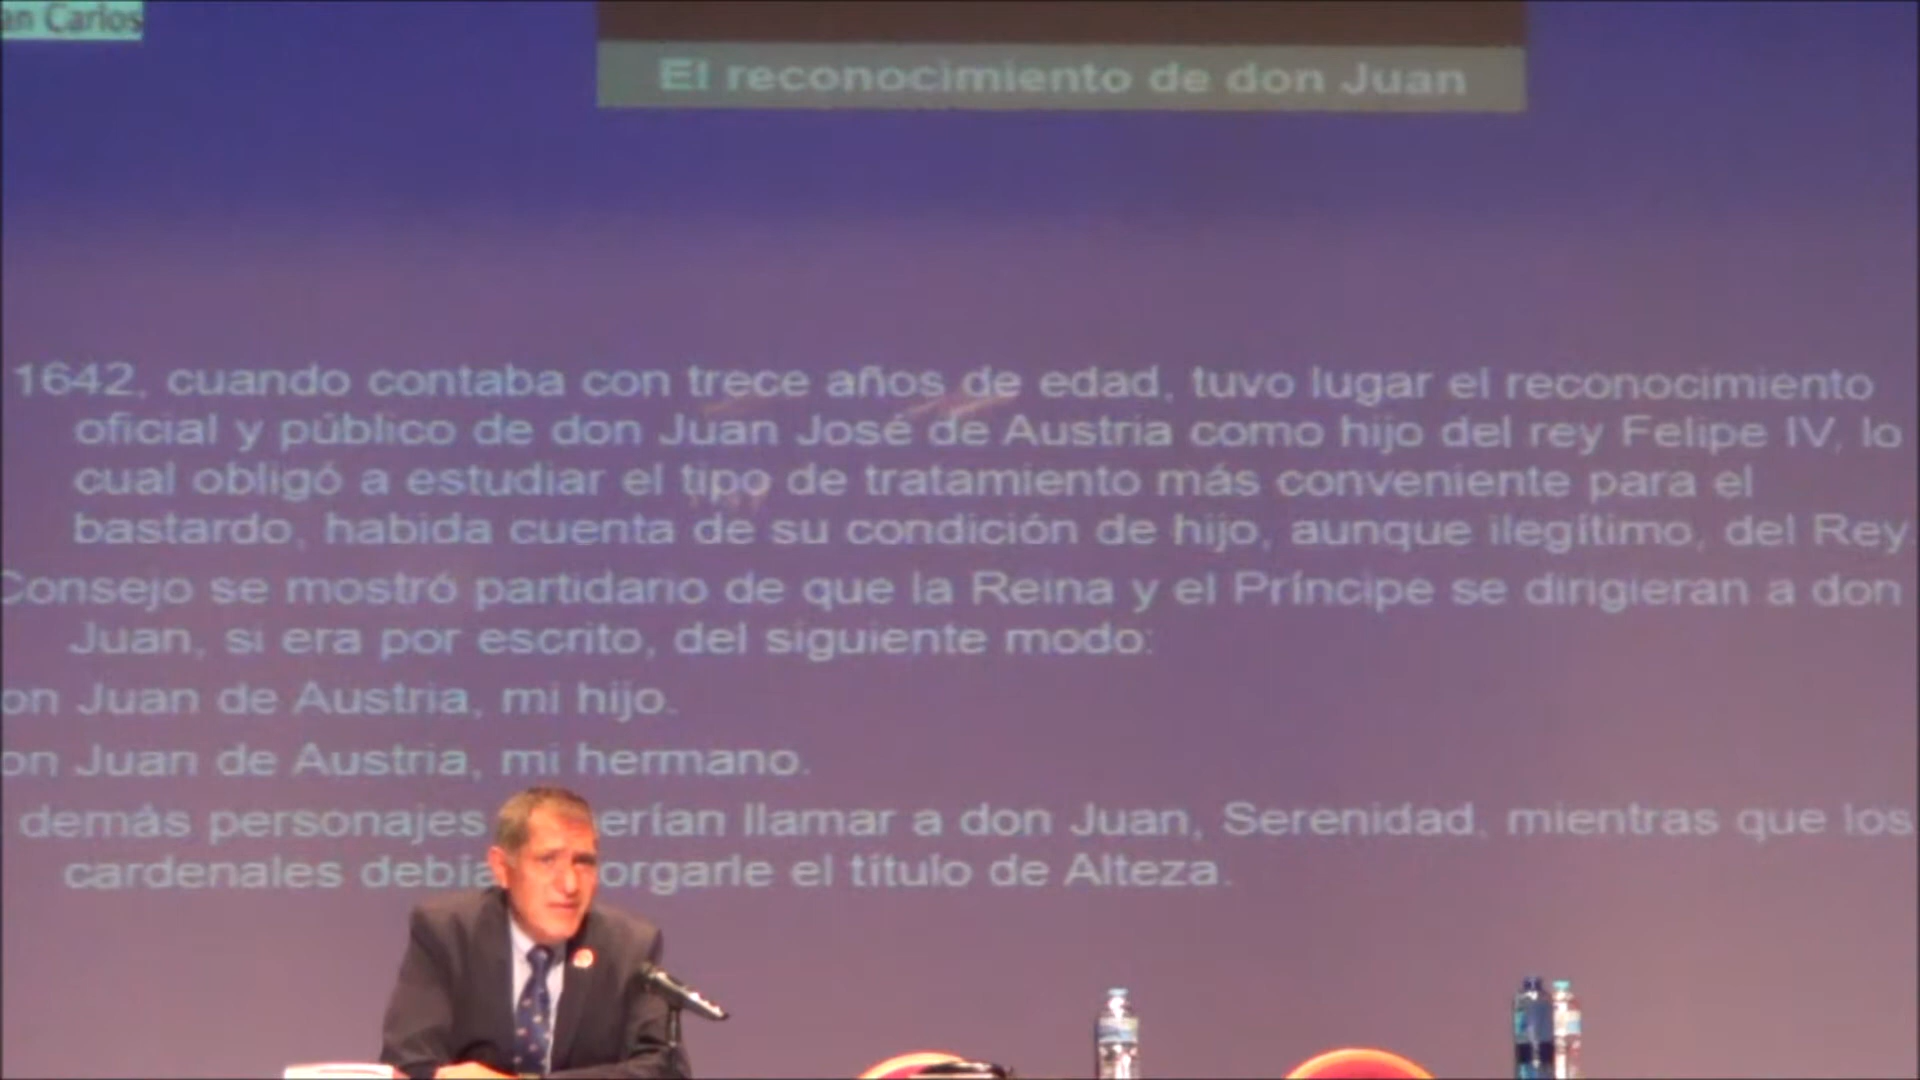 an Carlos
El reconocimiento de don Juan
1642, cuando contaba con trece años de edad, tuvo lugar el reconocimiento
oficial y público de don Juan José de Austria como hijo del rey Felipe IV, lo
cual obligó a estudiar el tipo de tratamiento más conveniente para el
bastardo, habida cuenta de su condición de hijo, aunque ilegítimo, del Rey.
Consejo se mostró partidario de que la Reina y el Príncipe se dirigieran a don
Juan, si era por escrito, del siguiente modo:
on Juan de Austria, mi hijo.
on Juan de Austria, mi hermano.
demás personajes erían llamar a don Juan, Serenidad, mientras que los
cardenales debía orgarle el título de Alteza.